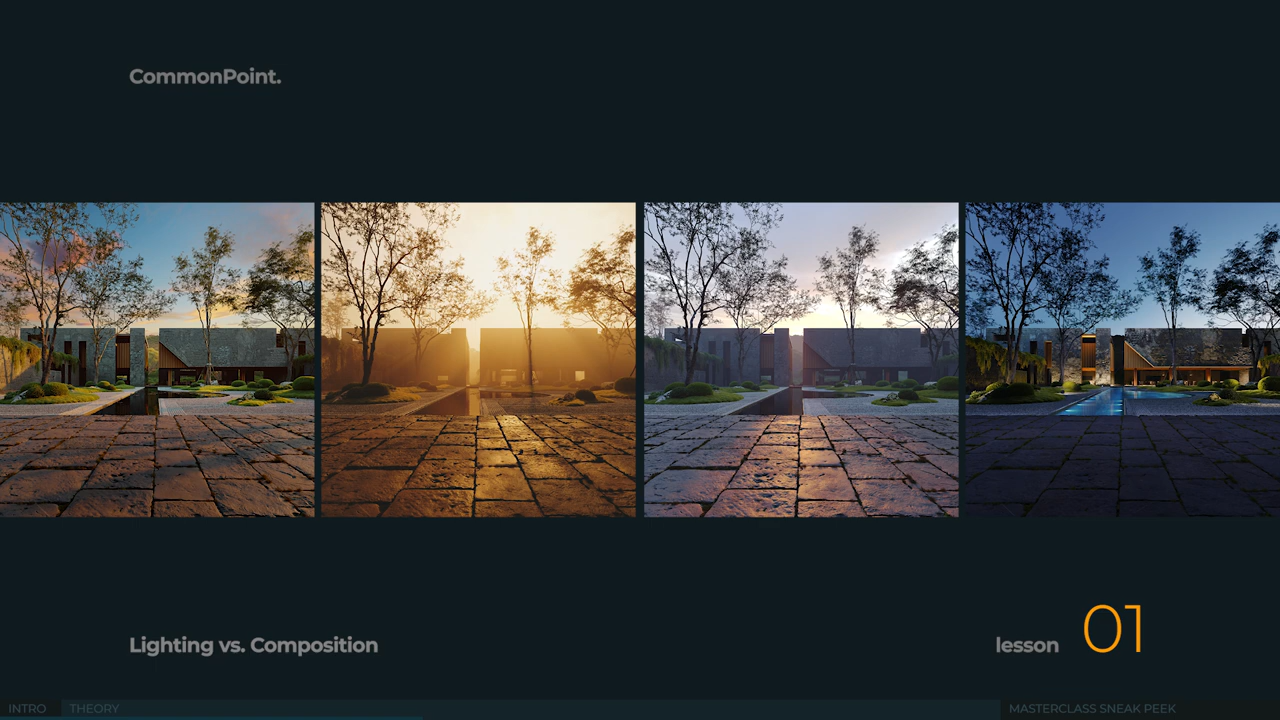 CommonPoint.
Lighting vs. Composition
lesson 01
INTRO THEORY MASTERCLASS SNEAK PEEK